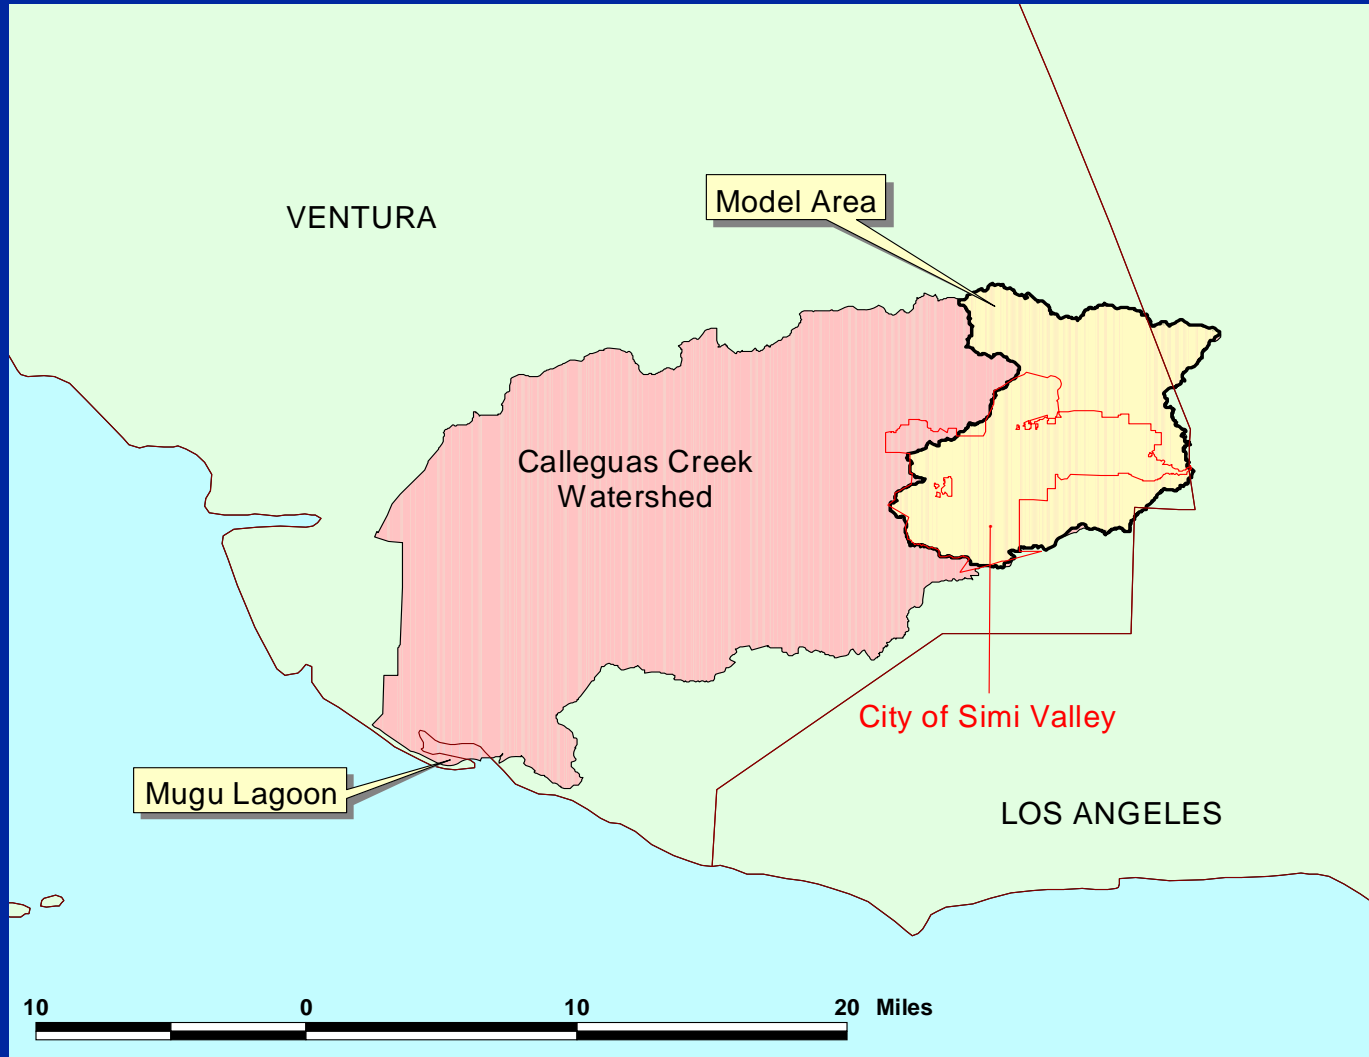 VENTURA
Model Area
Calleguas Creek
Watershed
City of Simi Valley
Mugu Lagoon
LOS ANGELES
10 0 10 20 Miles